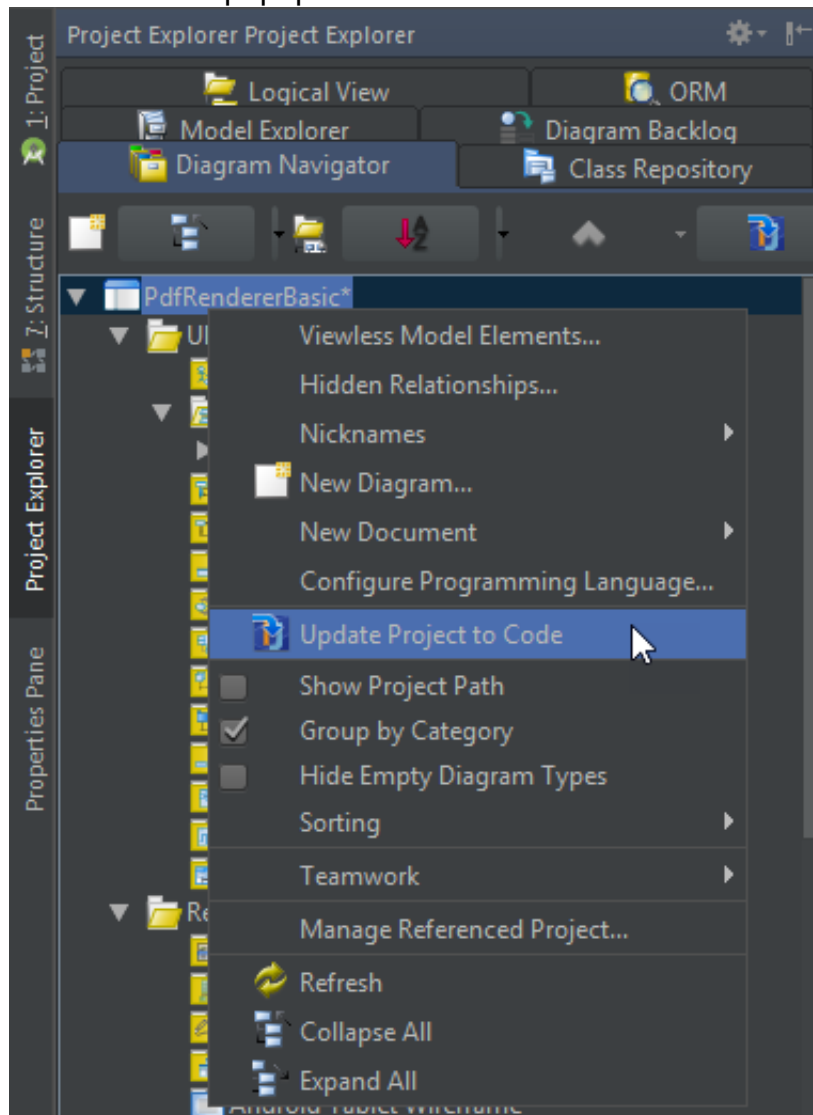 Project Explorer Project Explorer
1: Project
Logical View
ORM
Model Explorer
Diagram Backlog
Diagram Navigator
Class Repository
7: Structure
PdfRendererBasic*
Viewless Model Elements...
Hidden Relationships...
Nicknames
New Diagram...
New Document
Configure Programming Language...
Project Explorer
Update Project to Code
Show Project Path
Group by Category
Hide Empty Diagram Types
Sorting
Properties Pane
Teamwork
Manage Referenced Project...
Refresh
Collapse All
Expand All
Android Tablet Wireframe